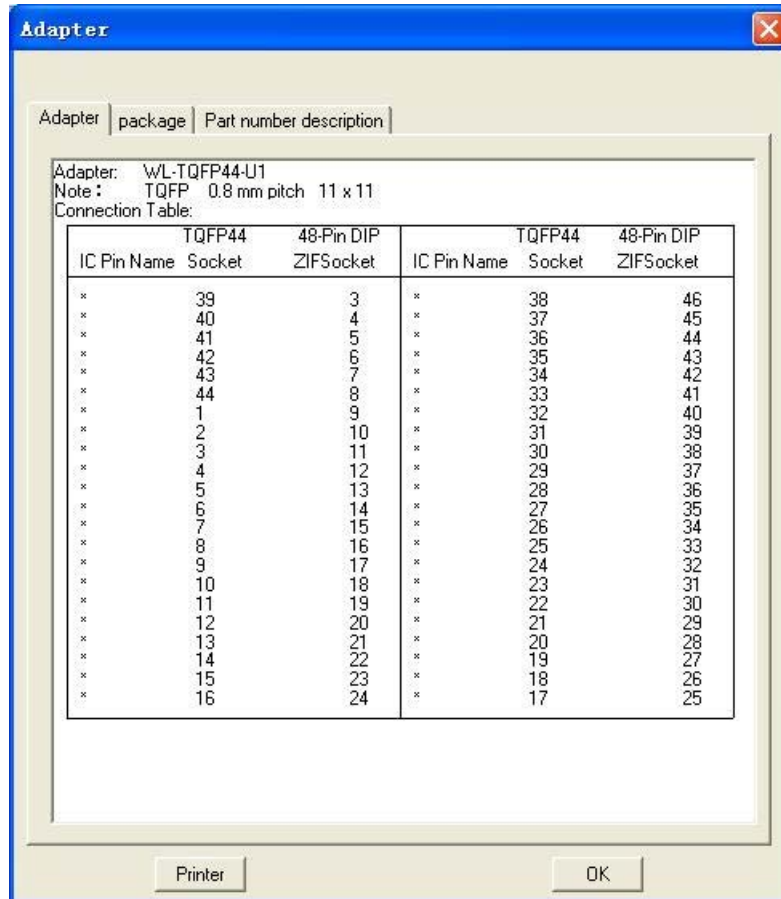 Adapter
Adapter package Part number description
Adapter: WL-TQFP44-U1
Note： TQFP 0.8 mm pitch 11 x 11
Connection Table:
TQFP44 48-Pin DIP TQFP44 48-Pin DIP
IC Pin Name Socket ZIFSocket IC Pin Name Socket ZIFSocket
* 39 3 * 38 46
* 40 4 * 37 45
* 41 5 * 36 44
* 42 6 * 35 43
* 43 7 * 34 42
* 44 8 * 33 41
* 1 9 * 32 40
* 2 10 * 31 39
* 3 11 * 30 38
* 4 12 * 29 37
* 5 13 * 28 36
* 6 14 * 27 35
* 7 15 * 26 34
* 8 16 * 25 33
* 9 17 * 24 32
* 10 18 * 23 31
* 11 19 * 22 30
* 12 20 * 21 29
* 13 21 * 20 28
* 14 22 * 19 27
* 15 23 * 18 26
* 16 24 * 17 25
Printer OK